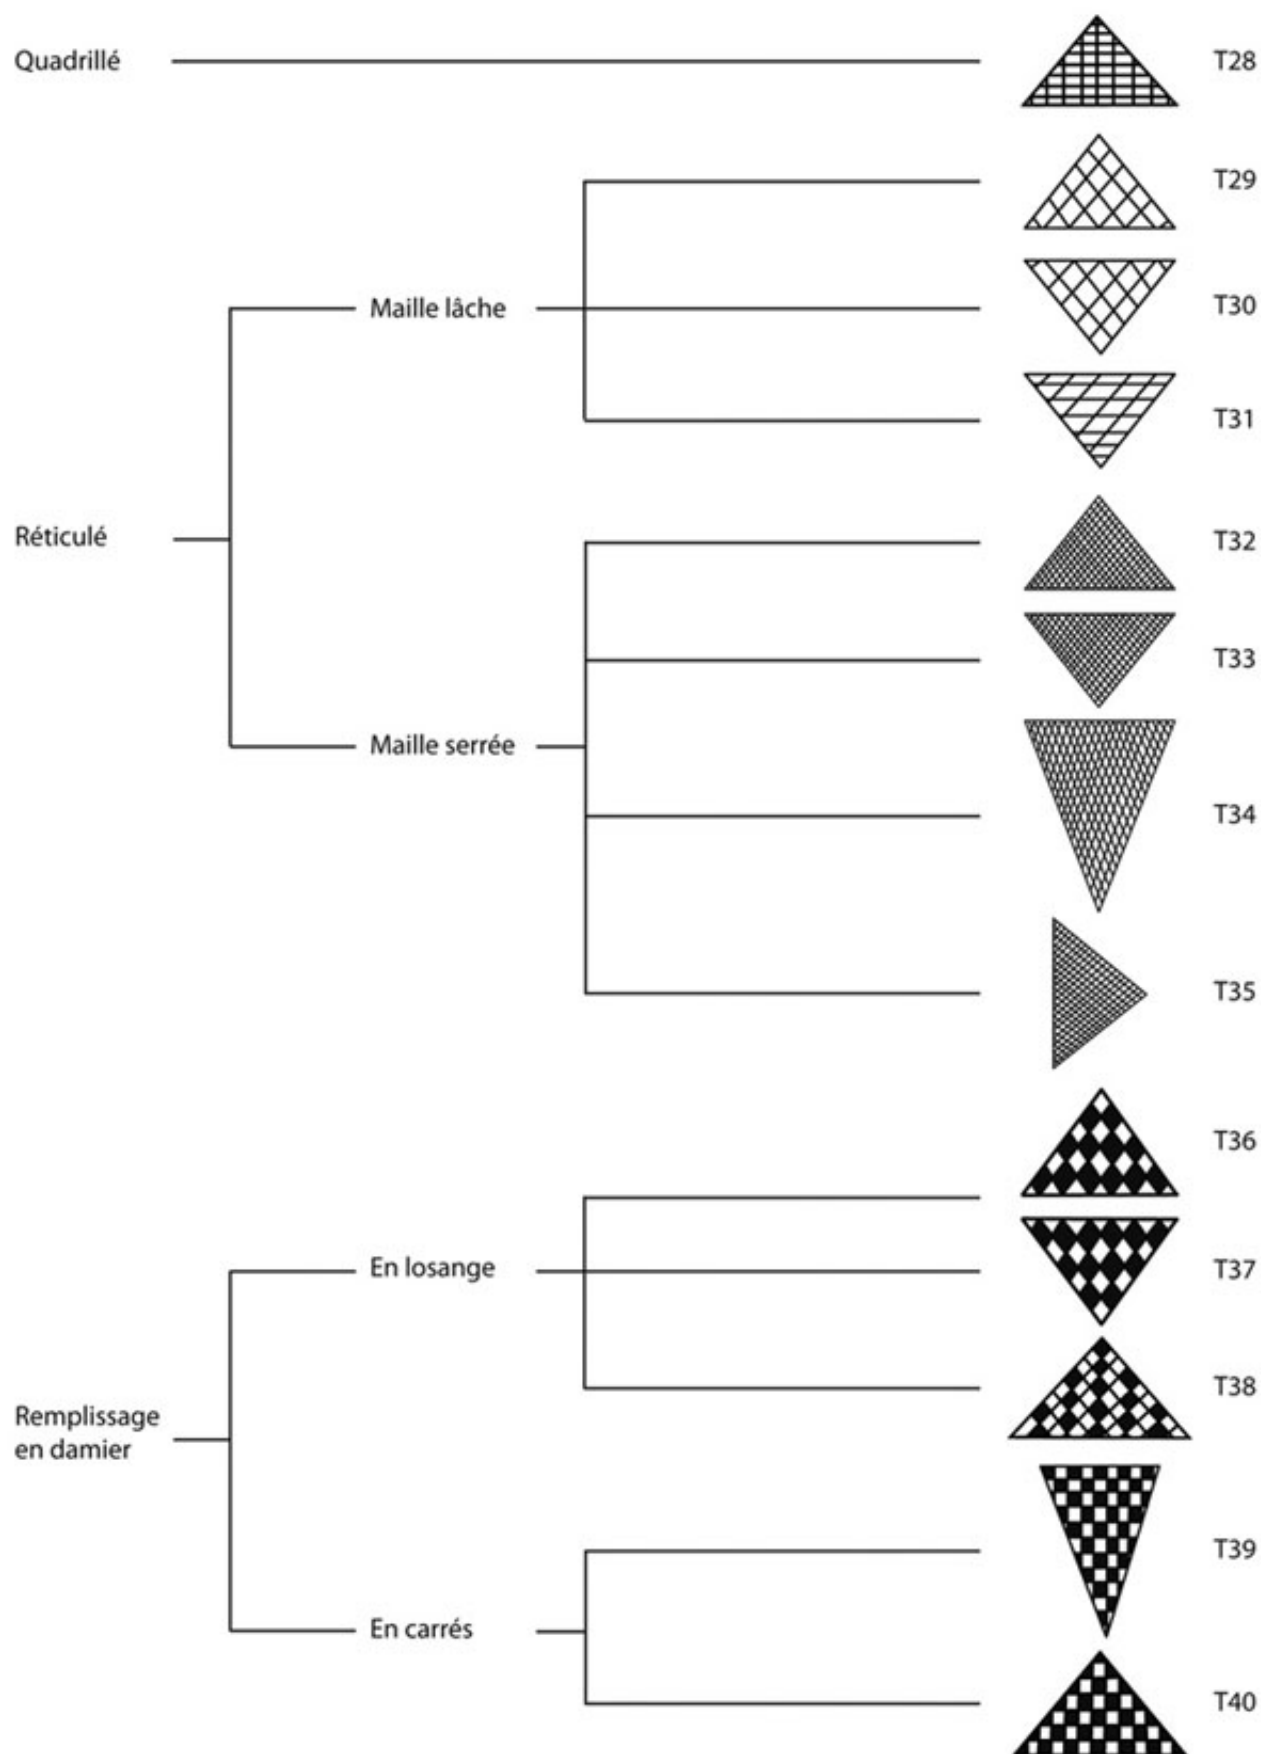 Quadrillé
T28
T29
Maille lâche
T30
T31
Réticulé
T32
T33
Maille serrée
T34
T35
T36
En losange
T37
T38
Remplissage
en damier
T39
En carrés
T40